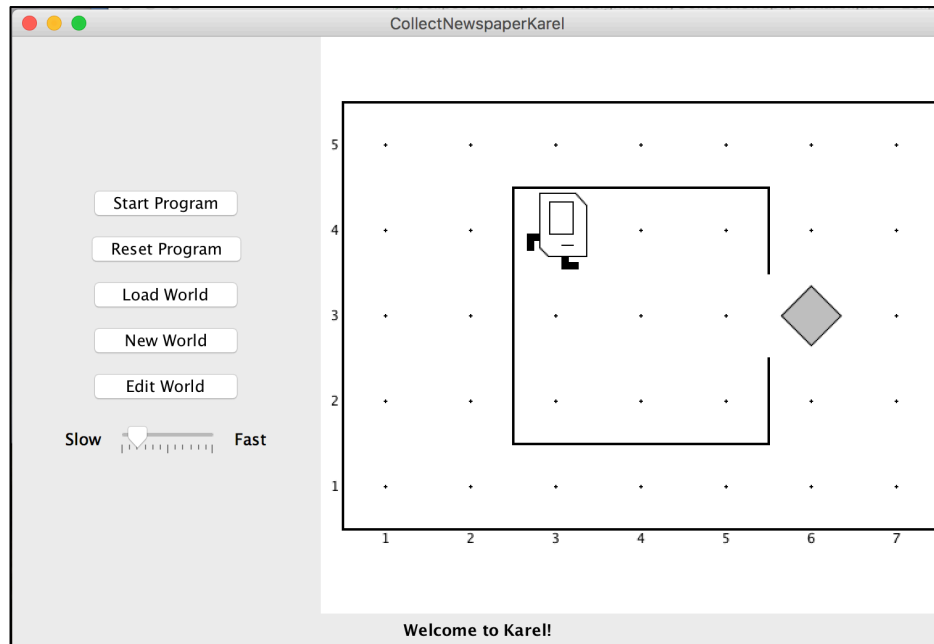 CollectNewspaperKarel
Start Program
Reset Program
Load World
New World
Edit World
Slow Fast
5
4
3
2
1
1 2 3 4 5 6 7
Welcome to Karel!